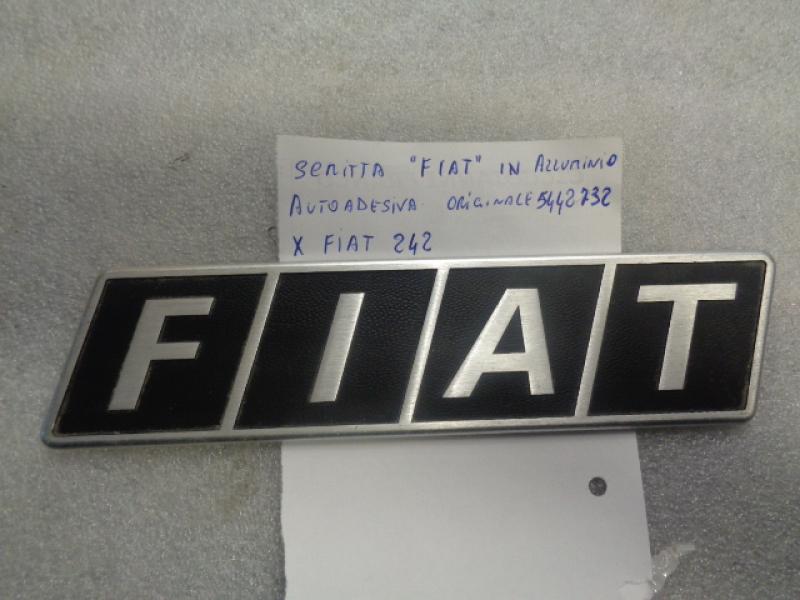 SCRITTA "FIAT" IN ALLUMINIO
AUTOADESIVA ORIGINALE 5442732
X FIAT 242
FIAT